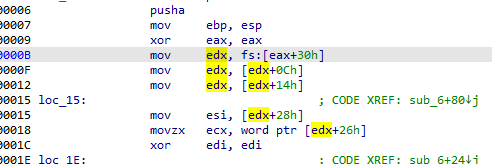 00006 pusha
00007 mov ebp, esp
00009 xor eax, eax
0000B mov edx, fs:[eax+30h]
0000F mov edx, [edx+0Ch]
00012 mov edx, [edx+14h]
00015 loc_15: ; CODE XREF: sub_6+80↓j
00015 mov esi, [edx+28h]
00018 movzx ecx, word ptr [edx+26h]
0001C xor edi, edi
0001E loc_1E: ; CODE XREF: sub_6+24↓j